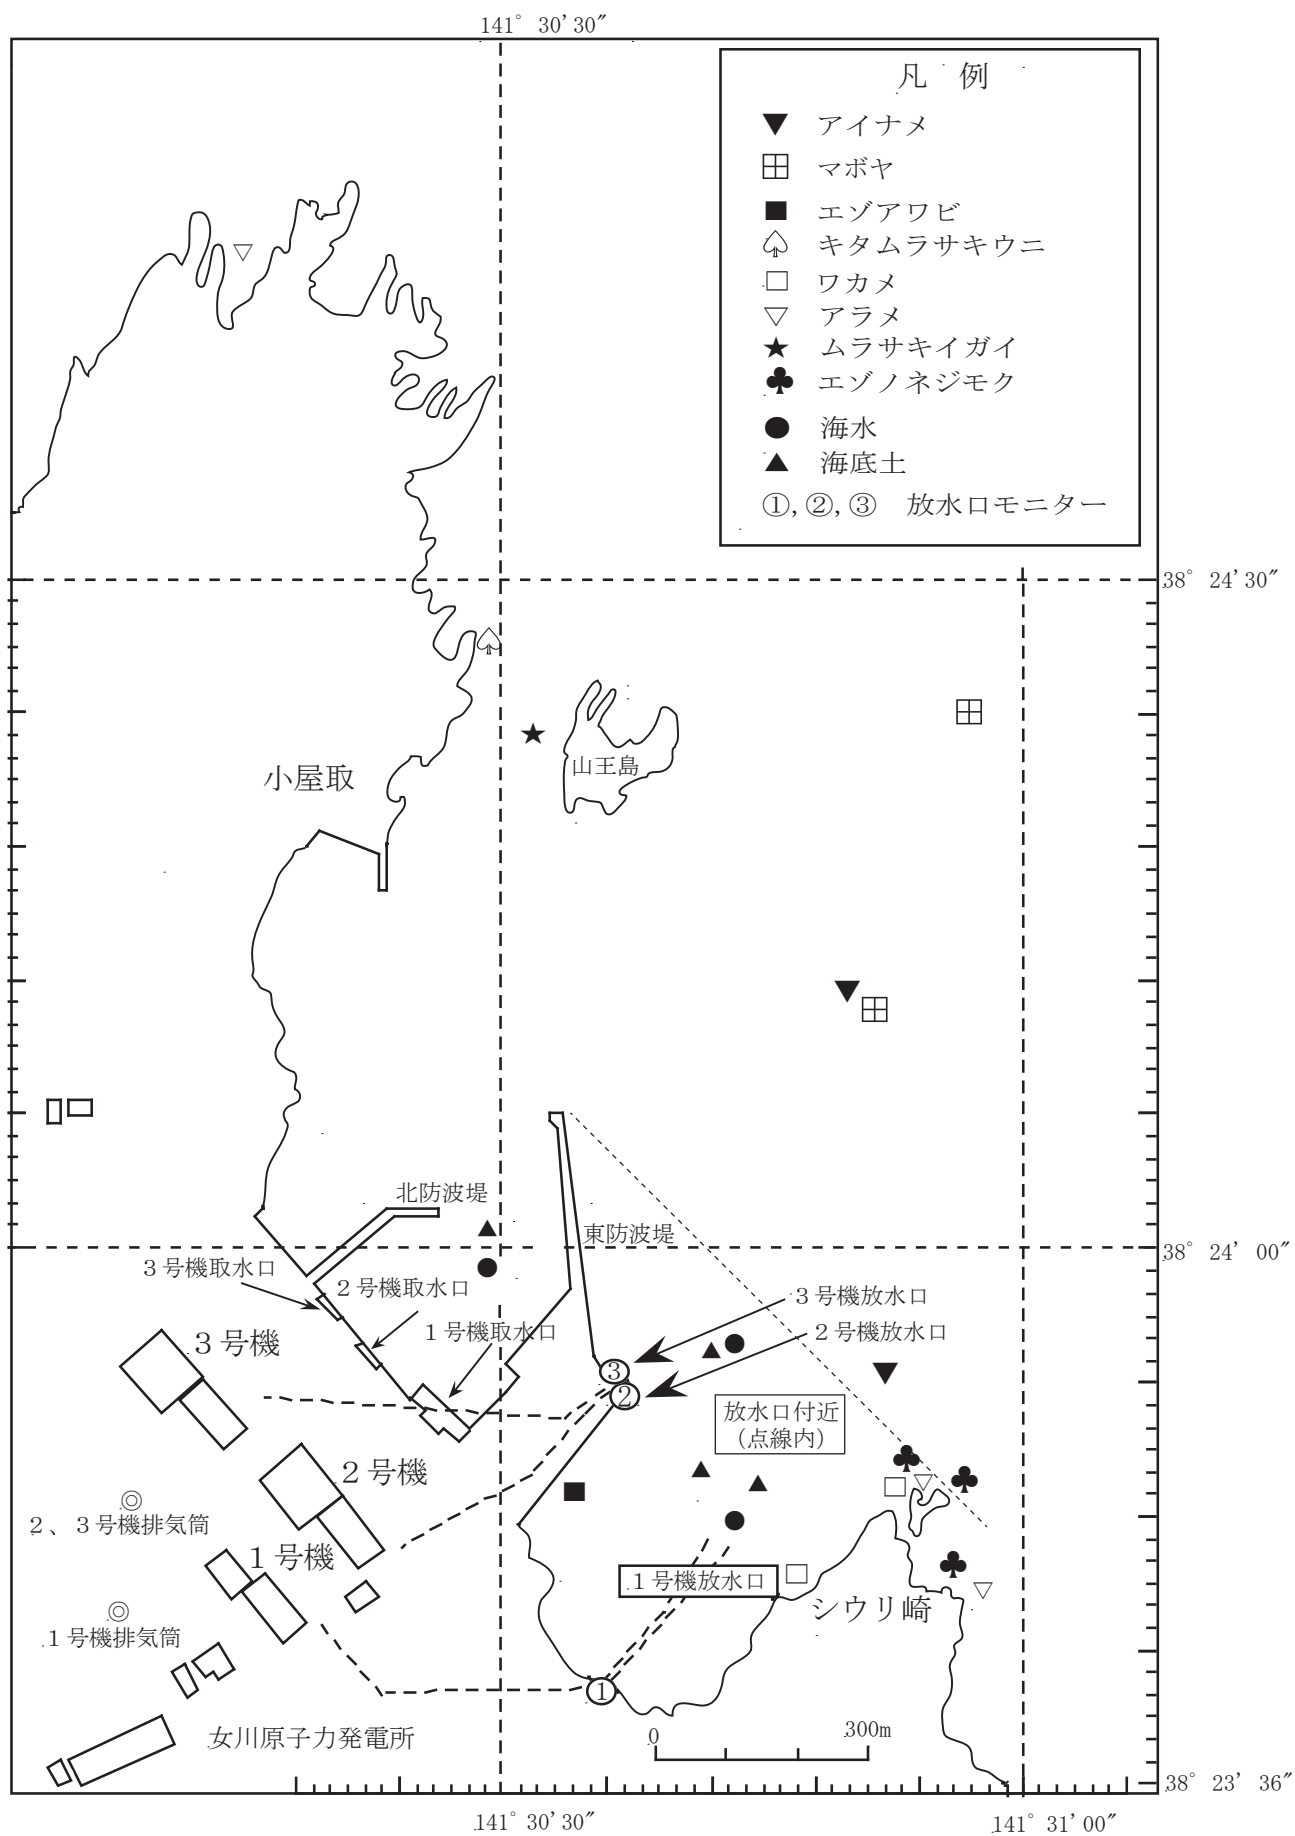 141° 30' 30″
凡 例
アイナメ
マボヤ
エゾアワビ
キタムラサキウニ
ワカメ
アラメ
ムラサキイガイ
エゾノネジモク
海水
海底土
①,②,③ 放水口モニター
38° 24' 30″
山王島
小屋取
北防波堤
東防波堤
38° 24' 00″
3号機取水口
2号機取水口
1号機取水口
3号機放水口
2号機放水口
3号機
③
②
放水口付近
(点線内)
2号機
2、3号機排気筒
1号機
1号機放水口
シウリ崎
1号機排気筒
①
女川原子力発電所
0 300m
38° 23' 36″
141° 30' 30″
141° 31' 00″